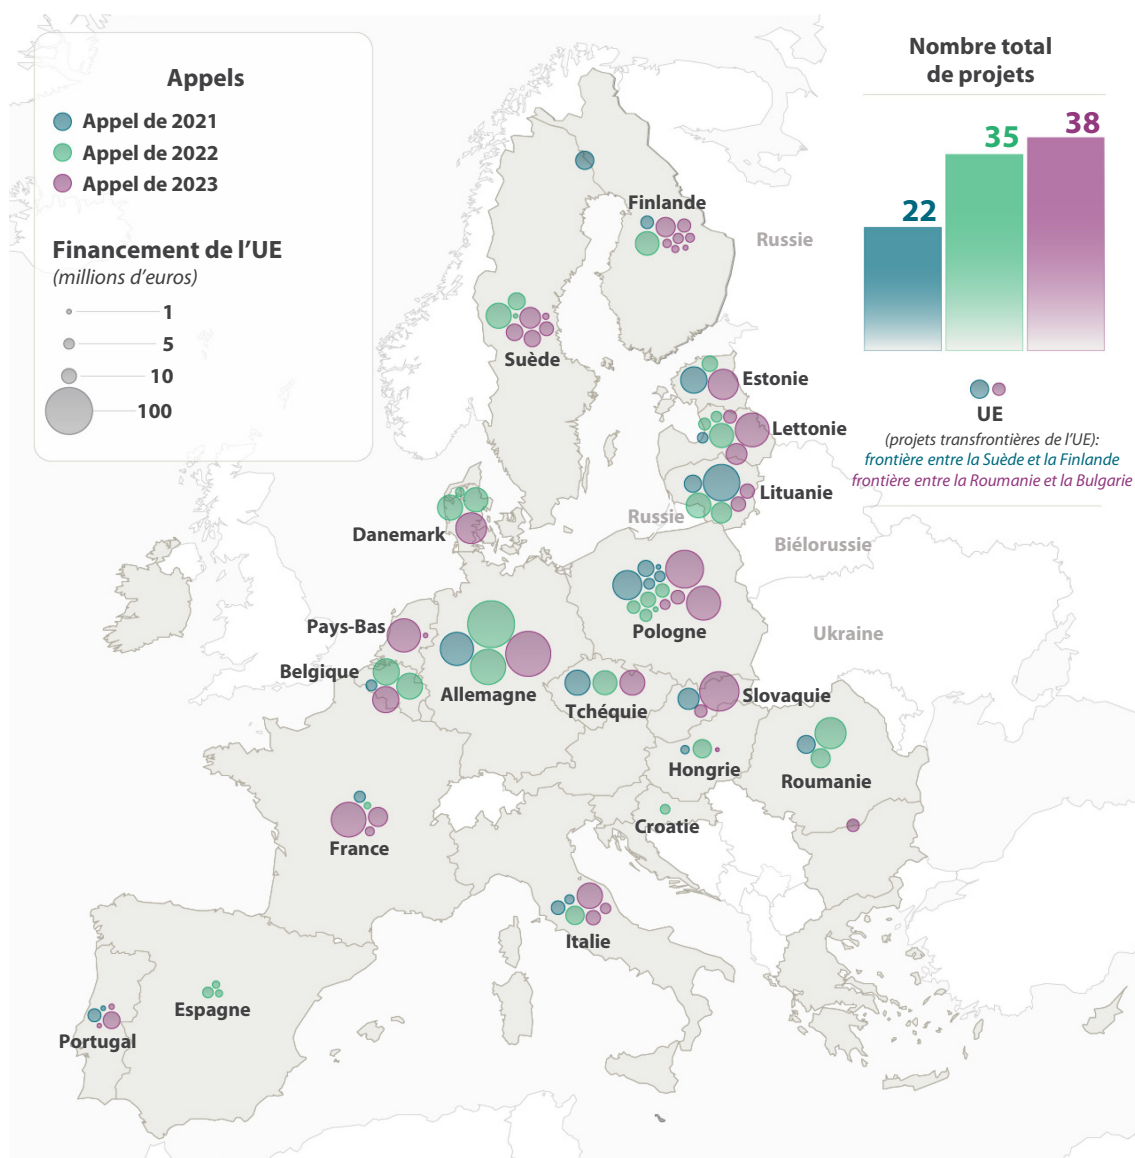 Appels
Appel de 2021
Appel de 2022
Appel de 2023
Financement de l’UE
(millions d’euros)
1
5
10
100
Nombre total
de projets
22
35
38
UE
(projets transfrontières de l’UE):
frontière entre la Suède et la Finlande
frontière entre la Roumanie et la Bulgarie
Finlande
Russie
Suède
Estonie
Lettonie
Lituanie
Russie
Danemark
Biélorussie
Pays-Bas
Pologne
Ukraine
Belgique
Allemagne
Tchéquie
Slovaquie
Hongrie
Roumanie
Croatie
France
Italie
Espagne
Portugal